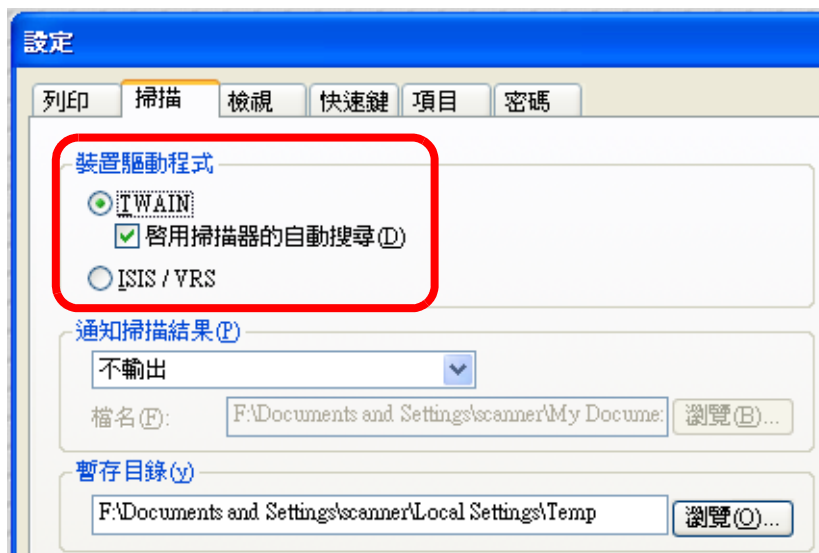 設定
列印 掃描 檢視 快速鍵 項目 密碼
裝置驅動程式
TWAIN
啓用掃描器的自動搜尋(D)
ISIS / VRS
通知掃描結果(P)
不輸出
檔名(F): F:\Documents and Settings\scanner\My Docume: 瀏覽(B)...
暫存目錄(y)
F:\Documents and Settings\scanner\Local Settings\Temp 瀏覽(O)...